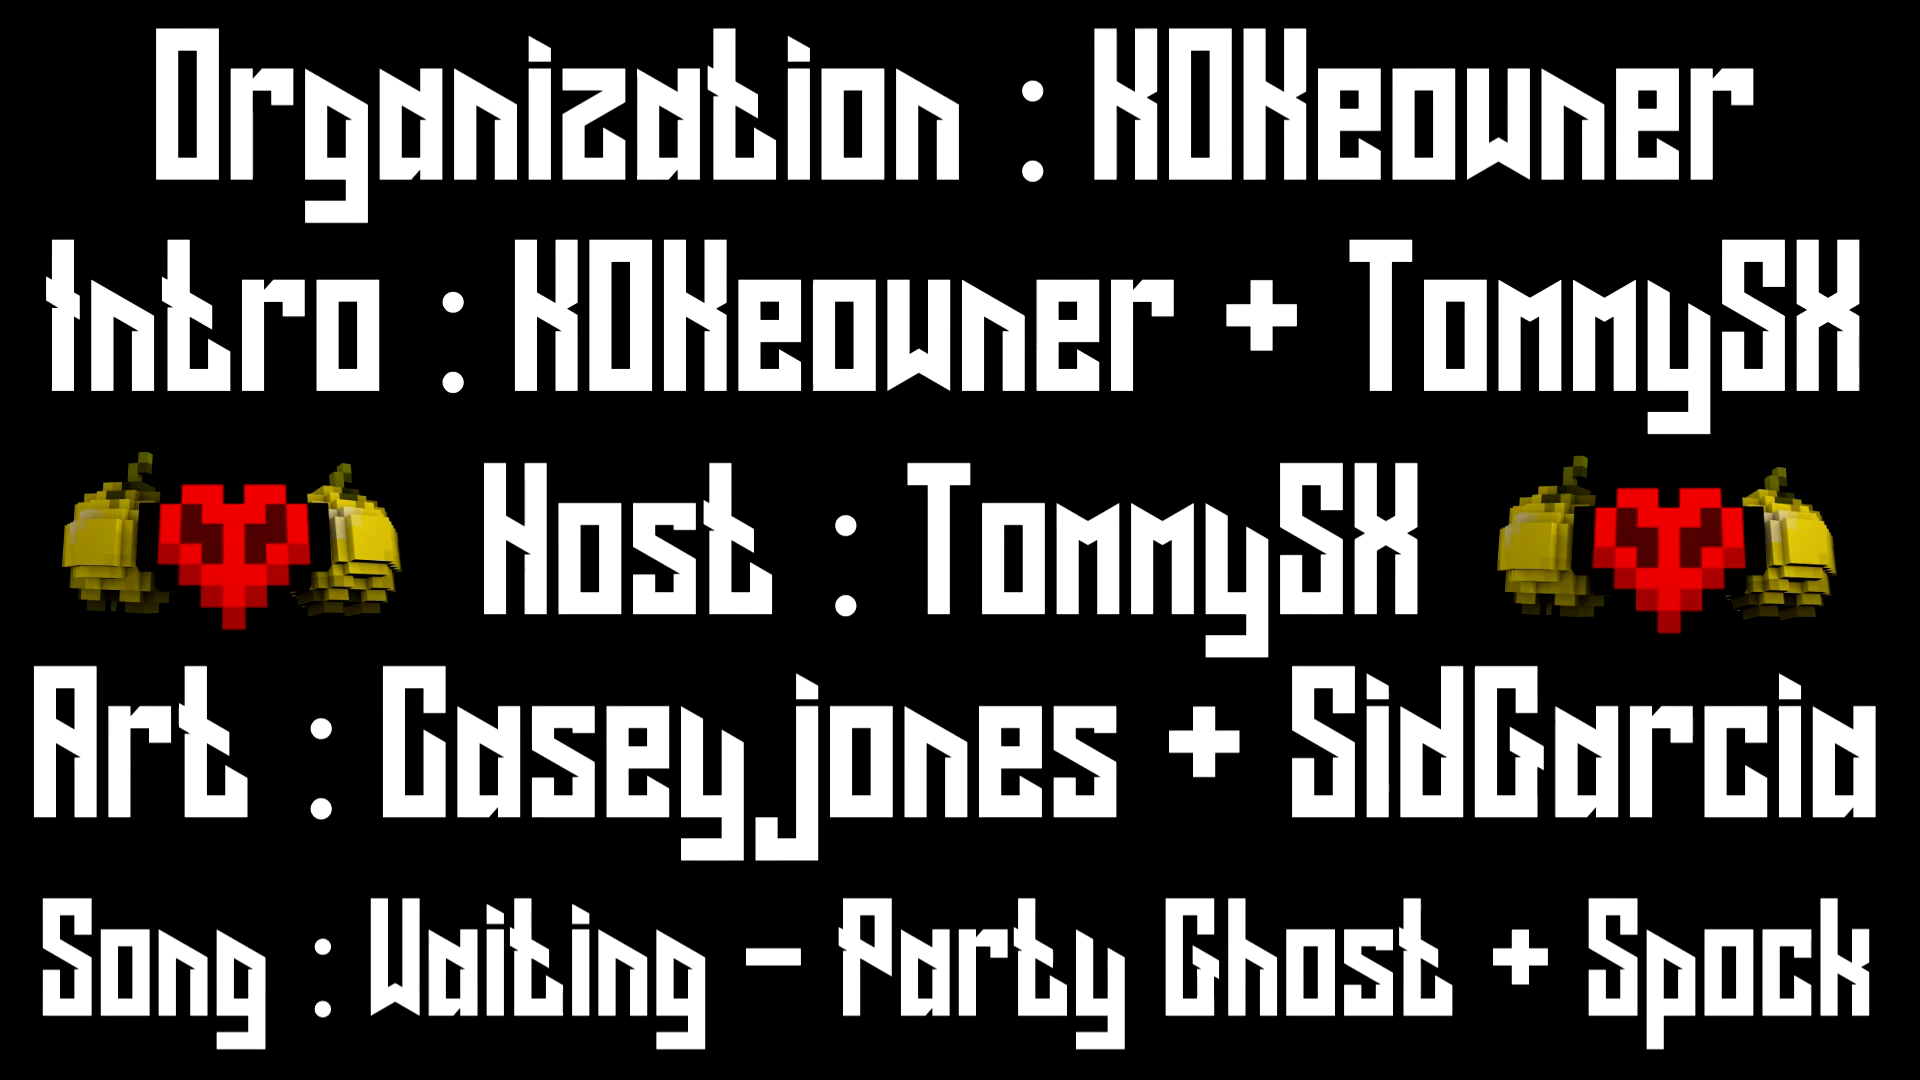 Organization : KOKeowner
Intro : KOKeowner + TommySX
Host : TommySX
Art : Caseyjones + SidGarcia
Song : Waiting - Party Ghost + Spock